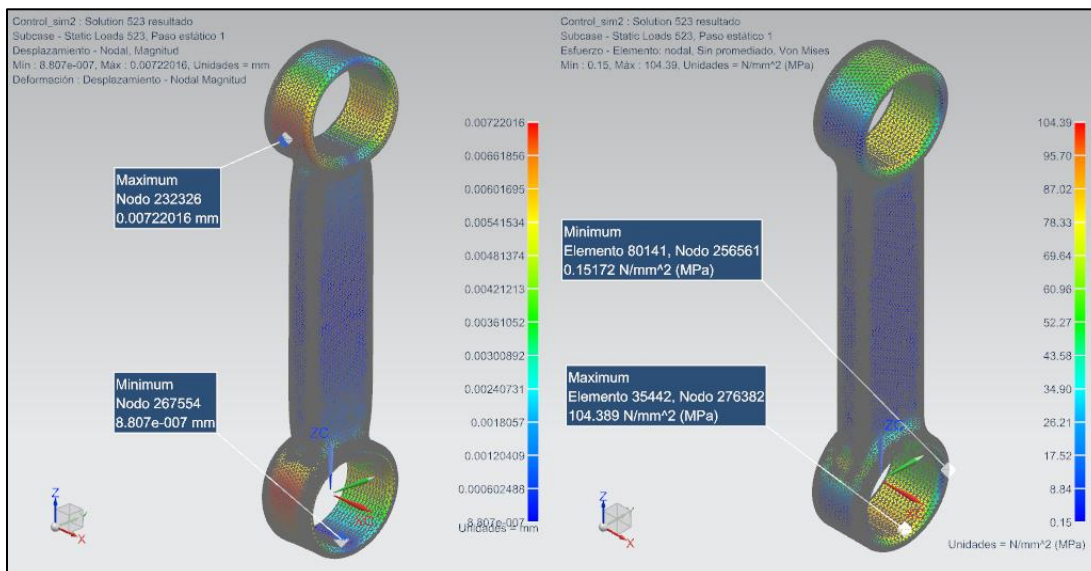 Control_sim2 : Solution 523 resultado
Subcase - Static Loads 523, Paso estático 1
Desplazamiento - Nodal, Magnitud
Min : 8.807e-007, Máx : 0.00722016, Unidades = mm
Deformación : Desplazamiento - Nodal Magnitud
0.00722016
0.00661856
0.00601695
0.00541534
0.00481374
0.00421213
0.00361052
0.00300892
0.00240731
0.0018057
0.00120409
0.000602488
8.807e-007
Unidades = mm
Maximum
Nodo 232326
0.00722016 mm
Minimum
Nodo 267554
8.807e-007 mm
ZC
XC
Z
Y
X
Control_sim2 : Solution 523 resultado
Subcase - Static Loads 523, Paso estático 1
Esfuerzo - Elemento: nodal, Sin promediado, Von Mises
Min : 0.15, Máx : 104.39, Unidades = N/mm^2 (MPa)
104.39
95.70
87.02
78.33
69.64
60.96
52.27
43.58
34.90
26.21
17.52
8.84
0.15
Unidades = N/mm^2 (MPa)
Minimum
Elemento 80141, Nodo 256561
0.15172 N/mm^2 (MPa)
Maximum
Elemento 35442, Nodo 276382
104.389 N/mm^2 (MPa)
ZC
XC
Z
Y
X